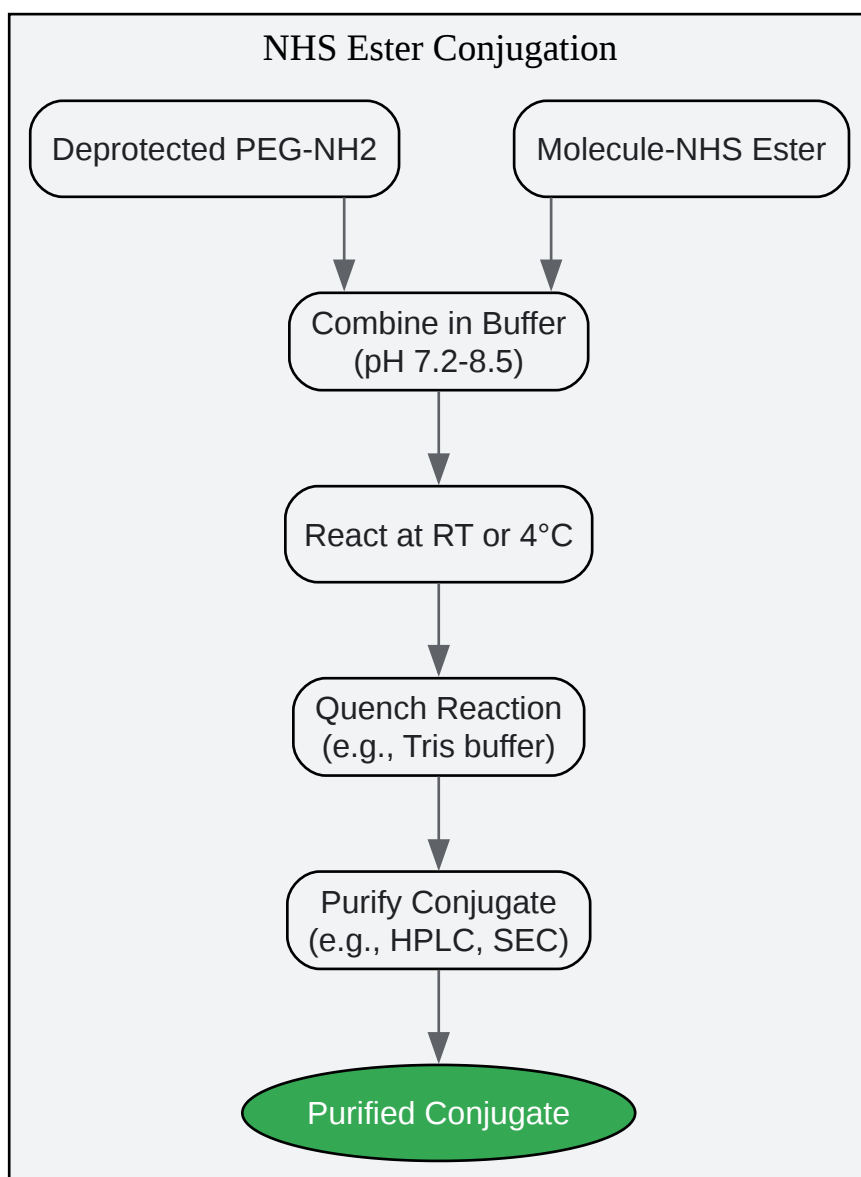 NHS Ester Conjugation
Deprotected PEG-NH2
Molecule-NHS Ester
Combine in Buffer
(pH 7.2-8.5)
React at RT or 4°C
Quench Reaction
(e.g., Tris buffer)
Purify Conjugate
(e.g., HPLC, SEC)
Purified Conjugate